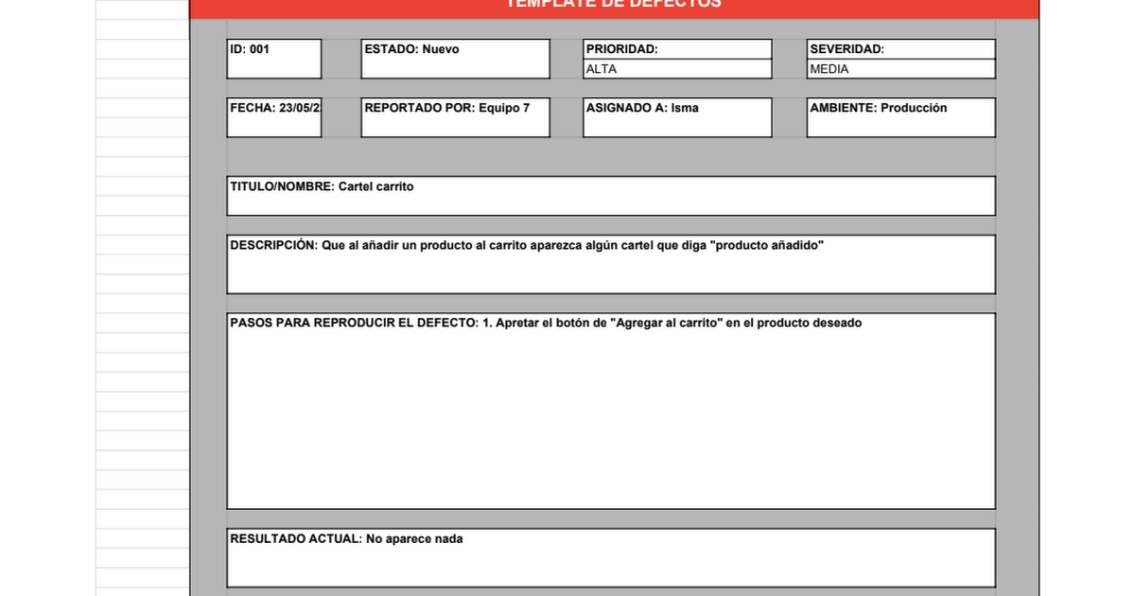 TEMPLATE DE DEFECTOS
ID: 001
ESTADO: Nuevo
PRIORIDAD:
SEVERIDAD:
ALTA
MEDIA
FECHA: 23/05/2
REPORTADO POR: Equipo 7
ASIGNADO A: Isma
AMBIENTE: Producción
TITULO/NOMBRE: Cartel carrito
DESCRIPCIÓN: Que al añadir un producto al carrito aparezca algún cartel que diga "producto añadido"
PASOS PARA REPRODUCIR EL DEFECTO: 1. Apretar el botón de "Agregar al carrito" en el producto deseado
RESULTADO ACTUAL: No aparece nada